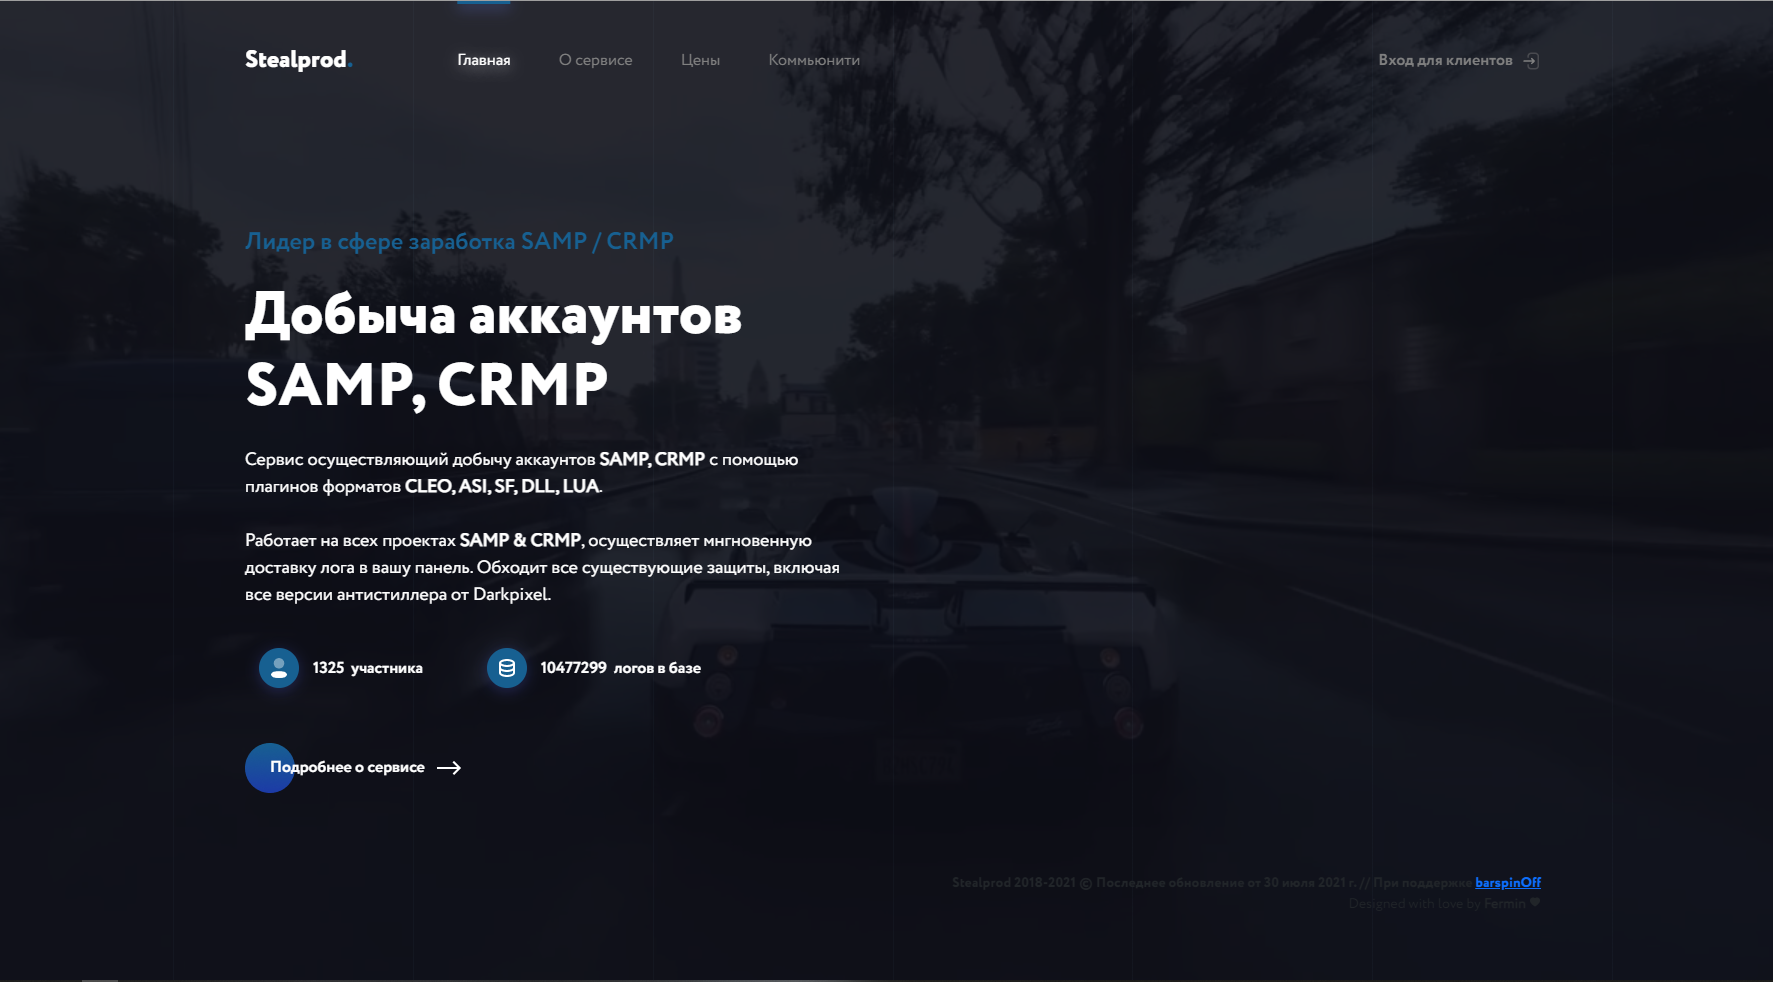 Stealprod.
Главная
О сервисе
Цены
Коммьюнити
Вход для клиентов
Лидер в сфере заработка SAMP / CRMP
Добыча аккаунтов
SAMP, CRMP
Сервис осуществляющий добычу аккаунтов SAMP, CRMP с помощью
плагинов форматов CLEO, ASI, SF, DLL, LUA.
Работает на всех проектах SAMP & CRMP, осуществляет мнгновенную
доставку лога в вашу панель. Обходит все существующие защиты, включая
все версии антистиллера от Darkpixel.
1325 участника
10477299 логов в базе
Подробнее о сервисе
Stealprod 2018-2021 © Последнее обновление от 30 июля 2021 г. // При поддержке barspinOff
Designed with love by Fermin